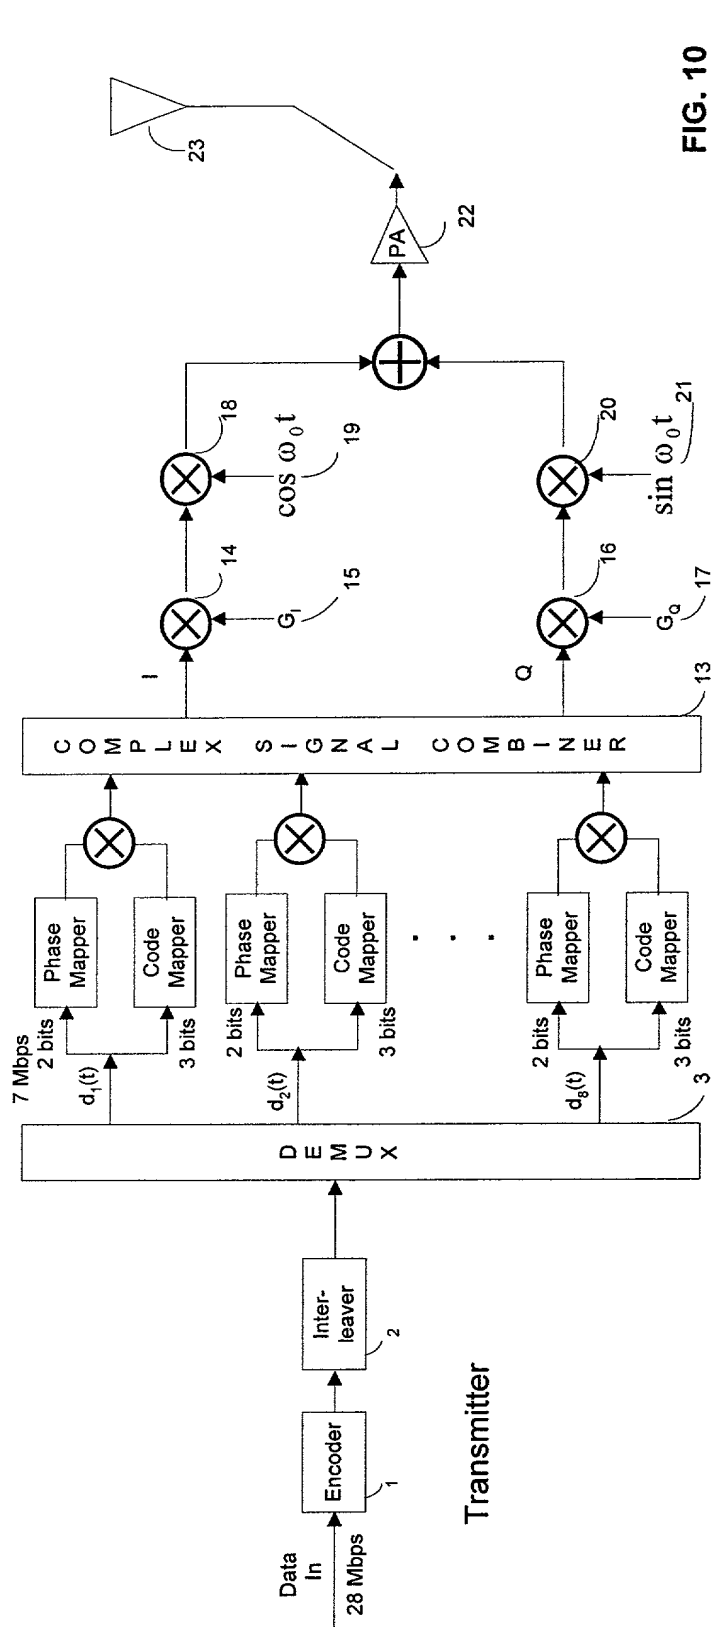 Data
In
28 Mbps
Encoder
1
Inter-
leaver
2
Transmitter
DEMUX
3
7 Mbps
d1(t)
2 bits
3 bits
Phase
Mapper
Code
Mapper
d2(t)
2 bits
3 bits
Phase
Mapper
Code
Mapper
. . .
d8(t)
2 bits
3 bits
Phase
Mapper
Code
Mapper
COMPLEX SIGNAL COMBINER
13
I
14
GI
15
18
cos ω0t
19
Q
16
GQ
17
20
sin ω0t
21
PA
22
23
FIG. 10